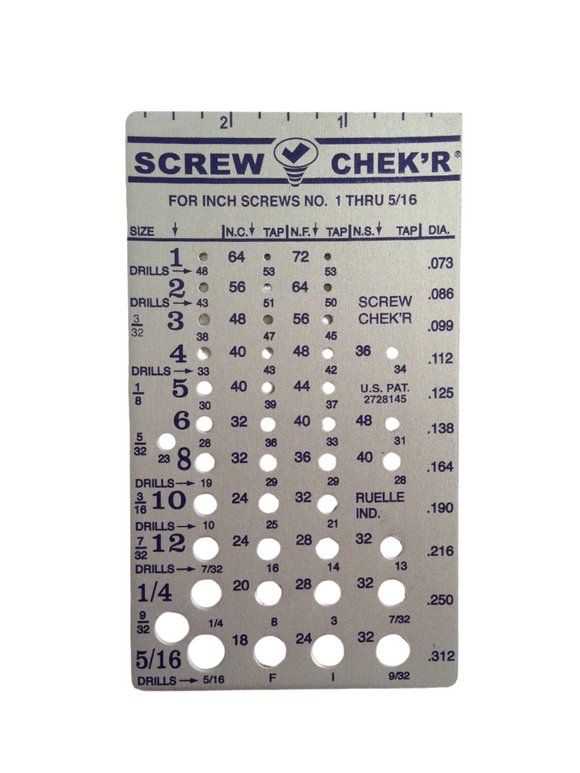 2 1
SCREW CHEK'R®
FOR INCH SCREWS NO. 1 THRU 5/16
SIZE N.C. TAP N.F. TAP N.S. TAP DIA.
1 64 72 .073
DRILLS → 48 53 53
2 56 64 .086
DRILLS → 43 51 50
SCREW
CHEK'R
3/32 3 48 56 .099
38 47 45
4 40 48 36 .112
DRILLS → 33 43 42 34
1/8 5 40 44 .125
U.S. PAT.
2728145
30 39 37
6 32 40 48 .138
5/32 28 36 33 31
23 8 32 36 40 .164
DRILLS → 19 29 29 28
3/16 10 24 32 .190
RUELLE
IND.
DRILLS → 10 25 21
7/32 12 24 28 32 .216
DRILLS → 7/32 16 14 13
1/4 20 28 32 .250
9/32 1/4 8 3 7/32
5/16 18 24 32 .312
DRILLS → 5/16 F I 9/32